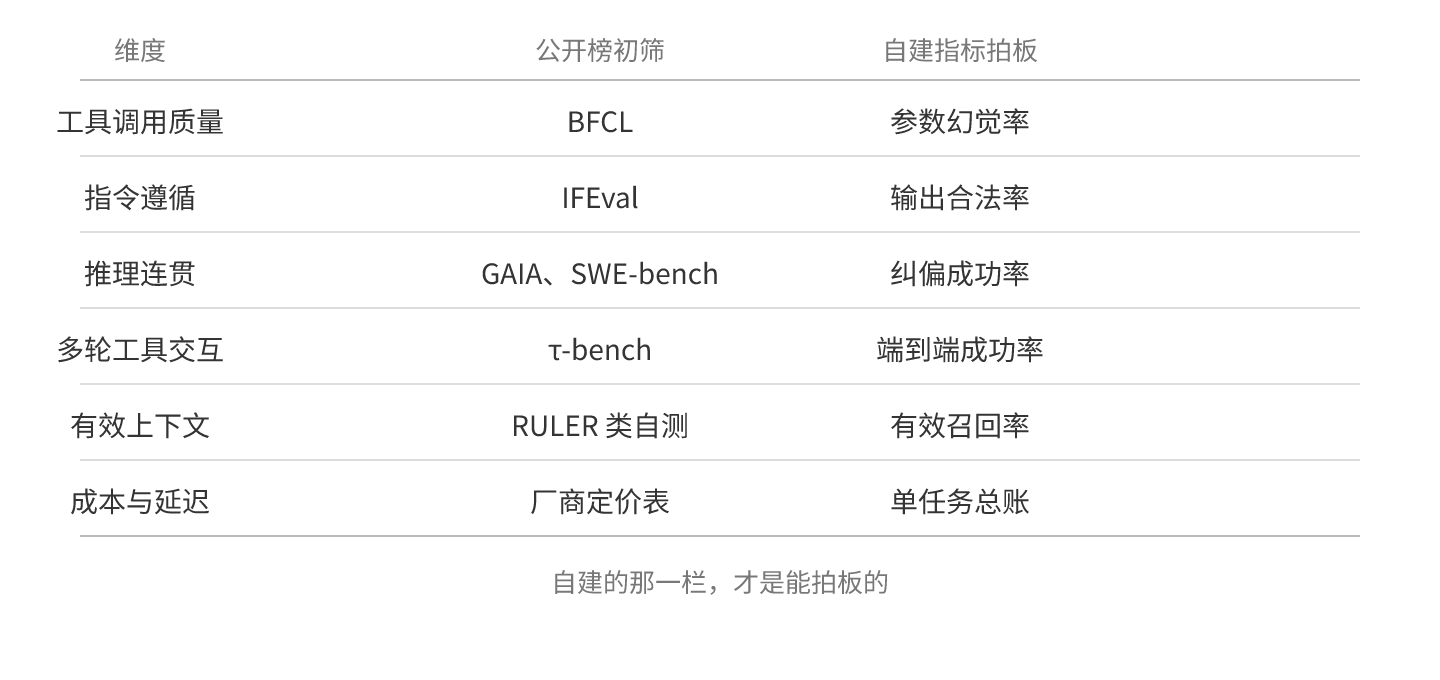 维度 公开榜初筛 自建指标拍板
工具调用质量 BFCL 参数幻觉率
指令遵循 IFEval 输出合法率
推理连贯 GAIA、SWE-bench 纠偏成功率
多轮工具交互 τ-bench 端到端成功率
有效上下文 RULER 类自测 有效召回率
成本与延迟 厂商定价表 单任务总账
自建的那一栏，才是能拍板的